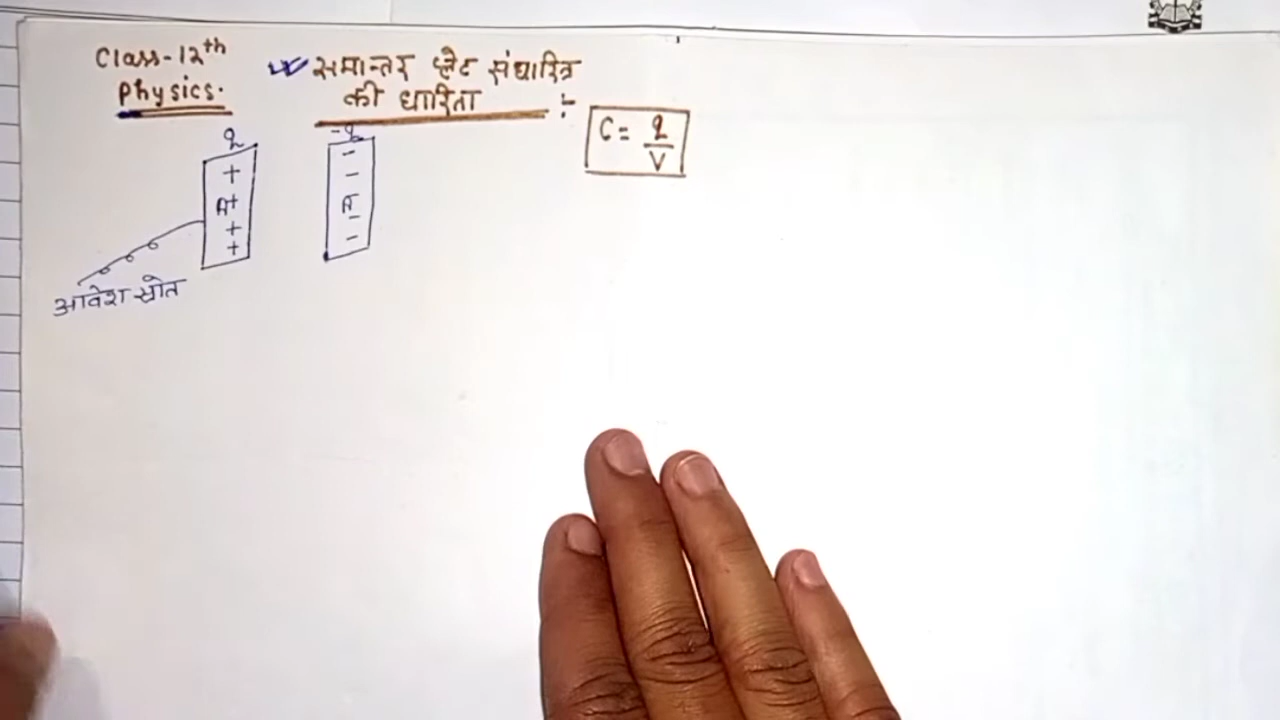 Class-12th
Physics.
समान्तर प्लेट संधारित्र
की धारिता :-
C = q/V
q
-q
+
-
A+
A
+
-
+
-
आवेश स्रोत